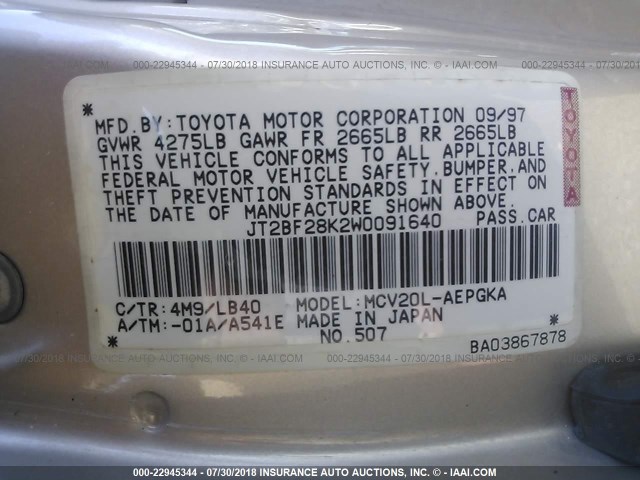 000-22945344 / 07/30/2018 INSURANCE AUTO AUCTIONS, INC. © - IAAI.COM
MFD.BY:TOYOTA MOTOR CORPORATION 09/97
GVWR 4275LB GAWR FR 2665LB RR 2665LB
THIS VEHICLE CONFORMS TO ALL APPLICABLE
FEDERAL MOTOR VEHICLE SAFETY,BUMPER,AND
THEFT PREVENTION STANDARDS IN EFFECT ON
THE DATE OF MANUFACTURE SHOWN ABOVE.
JT2BF28K2W0091640 PASS.CAR
TOYOTA
C/TR:4M9/LB40 MODEL:MCV20L-AEPGKA
A/TM:-01A/A541E MADE IN JAPAN
NO.507 BA03867878
000-22945344 / 07/30/2018 INSURANCE AUTO AUCTIONS, INC. © - IAAI.COM